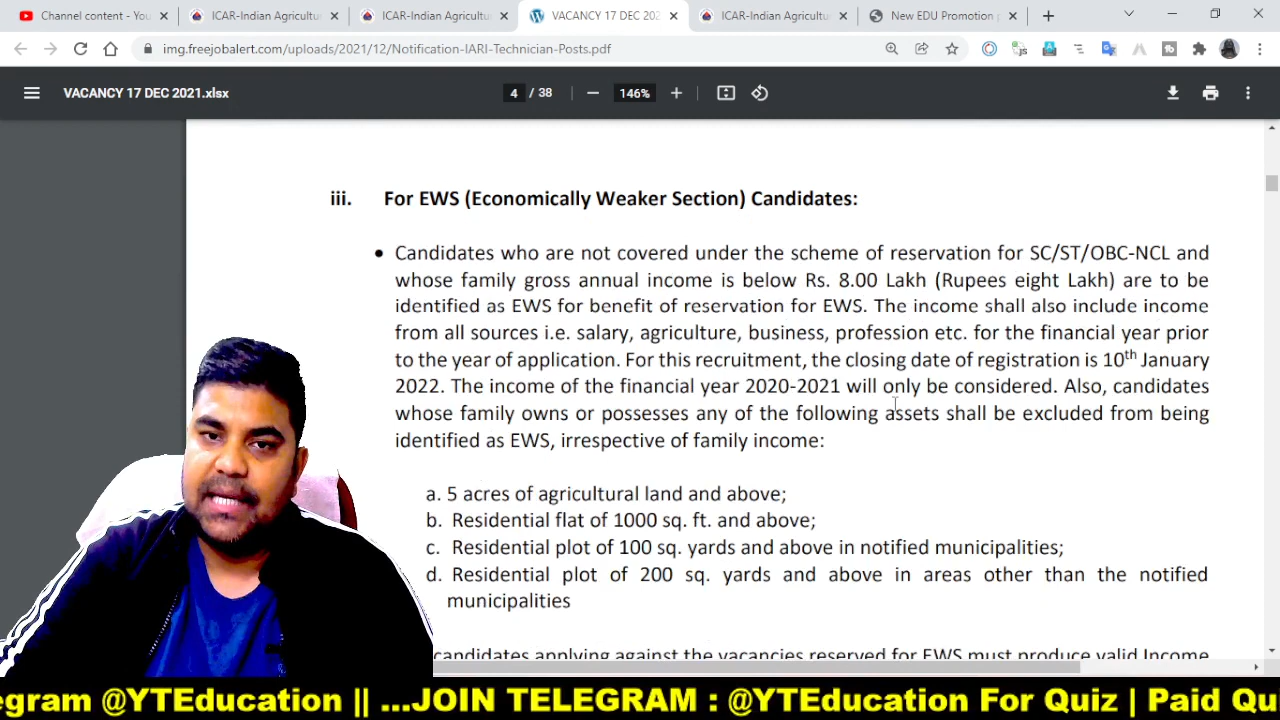 Channel content - You
ICAR-Indian Agricultur
ICAR-Indian Agricultur
VACANCY 17 DEC 202
ICAR-Indian Agricultur
New EDU Promotion p
img.freejobalert.com/uploads/2021/12/Notification-IARI-Technician-Posts.pdf
VACANCY 17 DEC 2021.xlsx
4 / 38
146%
iii. For EWS (Economically Weaker Section) Candidates:
• Candidates who are not covered under the scheme of reservation for SC/ST/OBC-NCL and
whose family gross annual income is below Rs. 8.00 Lakh (Rupees eight Lakh) are to be
identified as EWS for benefit of reservation for EWS. The income shall also include income
from all sources i.e. salary, agriculture, business, profession etc. for the financial year prior
to the year of application. For this recruitment, the closing date of registration is 10th January
2022. The income of the financial year 2020-2021 will only be considered. Also, candidates
whose family owns or possesses any of the following assets shall be excluded from being
identified as EWS, irrespective of family income:
a. 5 acres of agricultural land and above;
b. Residential flat of 1000 sq. ft. and above;
c. Residential plot of 100 sq. yards and above in notified municipalities;
d. Residential plot of 200 sq. yards and above in areas other than the notified
municipalities
candidates applying against the vacancies reserved for EWS must produce valid Income
egram @YTEducation || ...JOIN TELEGRAM : @YTEducation For Quiz | Paid Qu